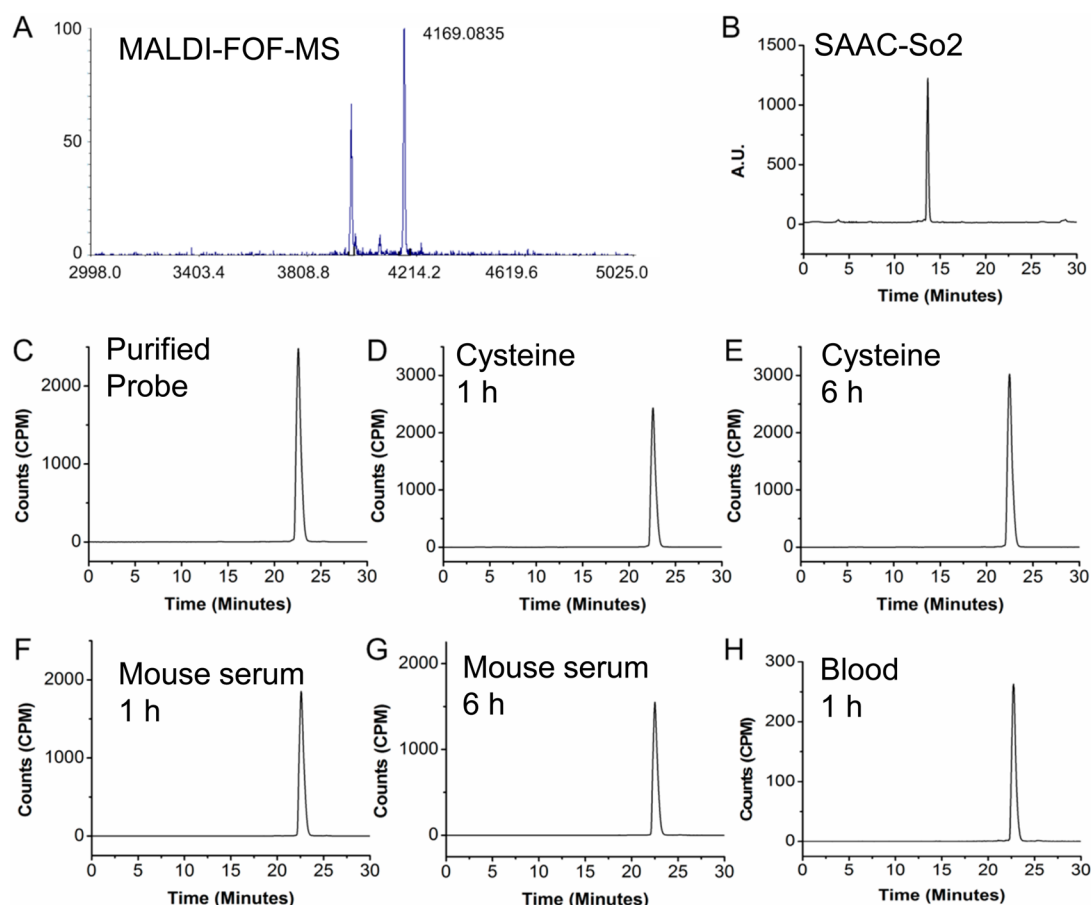 A
MALDI-FOF-MS
4169.0835
100
50
0
2998.0 3403.4 3808.8 4214.2 4619.6 5025.0
B
SAAC-So2
1500
1000
500
0
A.U.
0 5 10 15 20 25 30
Time (Minutes)
C
Purified
Probe
2000
1000
0
Counts (CPM)
0 5 10 15 20 25 30
Time (Minutes)
D
Cysteine
1 h
3000
2000
1000
0
Counts (CPM)
0 5 10 15 20 25 30
Time (Minutes)
E
Cysteine
6 h
3000
2000
1000
0
Counts (CPM)
0 5 10 15 20 25 30
Time (Minutes)
F
Mouse serum
1 h
2000
1000
0
Counts (CPM)
0 5 10 15 20 25 30
Time (Minutes)
G
Mouse serum
6 h
2000
1000
0
Counts (CPM)
0 5 10 15 20 25 30
Time (Minutes)
H
Blood
1 h
300
200
100
0
Counts (CPM)
0 5 10 15 20 25 30
Time (Minutes)